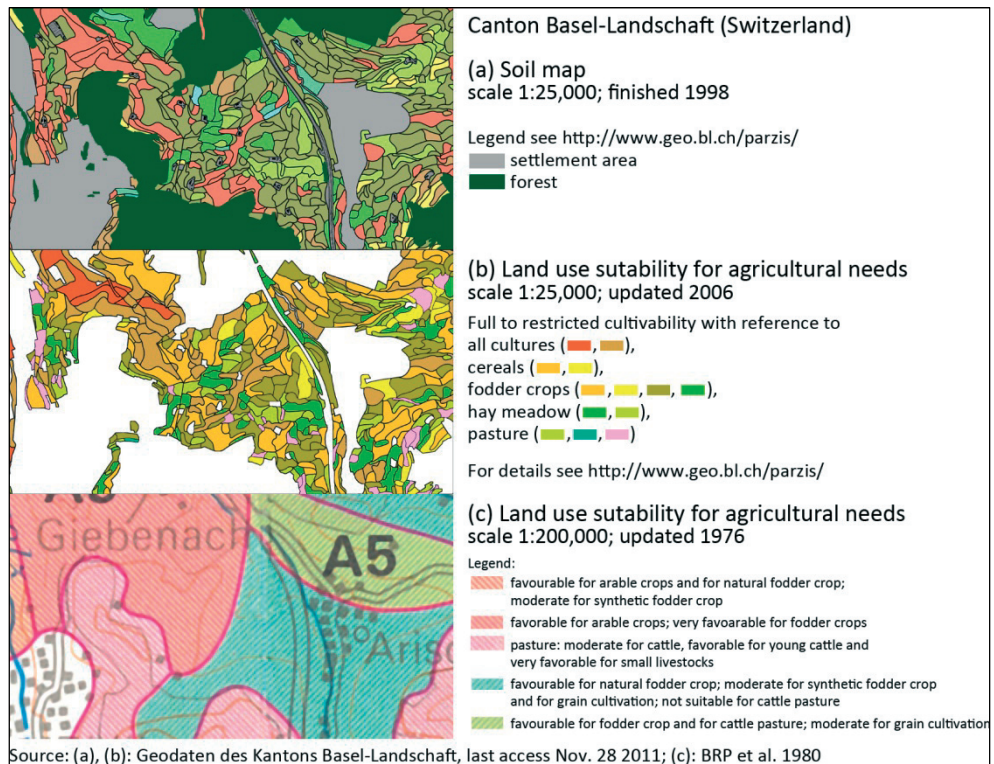 Canton Basel-Landschaft (Switzerland)
(a) Soil map
scale 1:25,000; finished 1998
Legend see http://www.geo.bl.ch/parzis/
settlement area
forest
(b) Land use sutability for agricultural needs
scale 1:25,000; updated 2006
Full to restricted cultivability with reference to
all cultures ( , ),
cereals ( , ),
fodder crops ( , , , ),
hay meadow ( , ),
pasture ( , , )
For details see http://www.geo.bl.ch/parzis/
Giebenach
A5
Aris
(c) Land use sutability for agricultural needs
scale 1:200,000; updated 1976
Legend:
favourable for arable crops and for natural fodder crop;
moderate for synthetic fodder crop
favorable for arable crops; very favoarable for fodder crops
pasture: moderate for cattle, favorable for young cattle and
very favorable for small livestocks
favourable for natural fodder crop; moderate for synthetic fodder crop
and for grain cultivation; not suitable for cattle pasture
favourable for fodder crop and for cattle pasture; moderate for grain cultivation
Source: (a), (b): Geodaten des Kantons Basel-Landschaft, last access Nov. 28 2011; (c): BRP et al. 1980